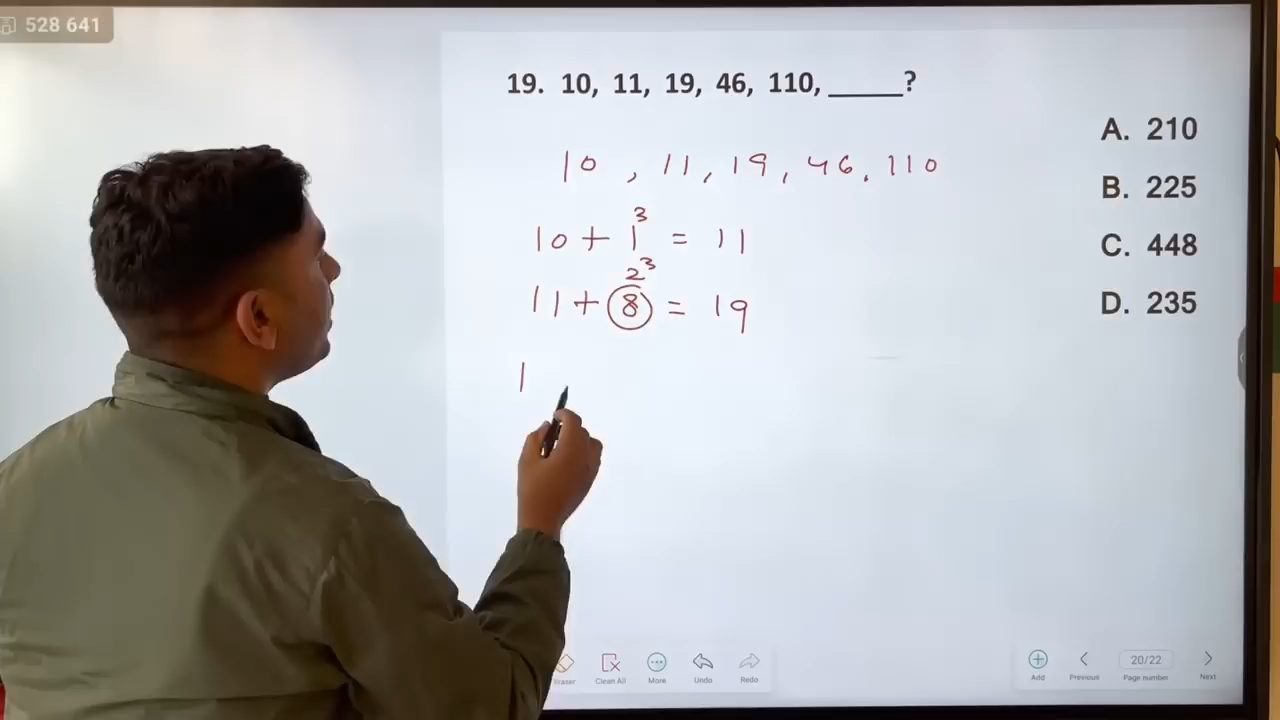 528 641
19. 10, 11, 19, 46, 110, _____?
A. 210
B. 225
C. 448
D. 235
10 , 11, 19, 46, 110
10 + 1³ = 11
2³
11 + 8 = 19
1
Eraser
Clean All
More
Undo
Redo
Add
Previous
20/22
Page number
Next